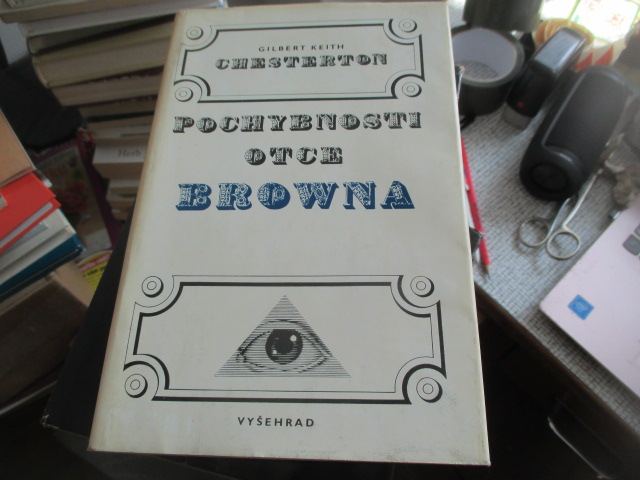 GILBERT KEITH
CHESTERTON
POCHYBNOSTI
OTCE
BROWNA
VYŠEHRAD